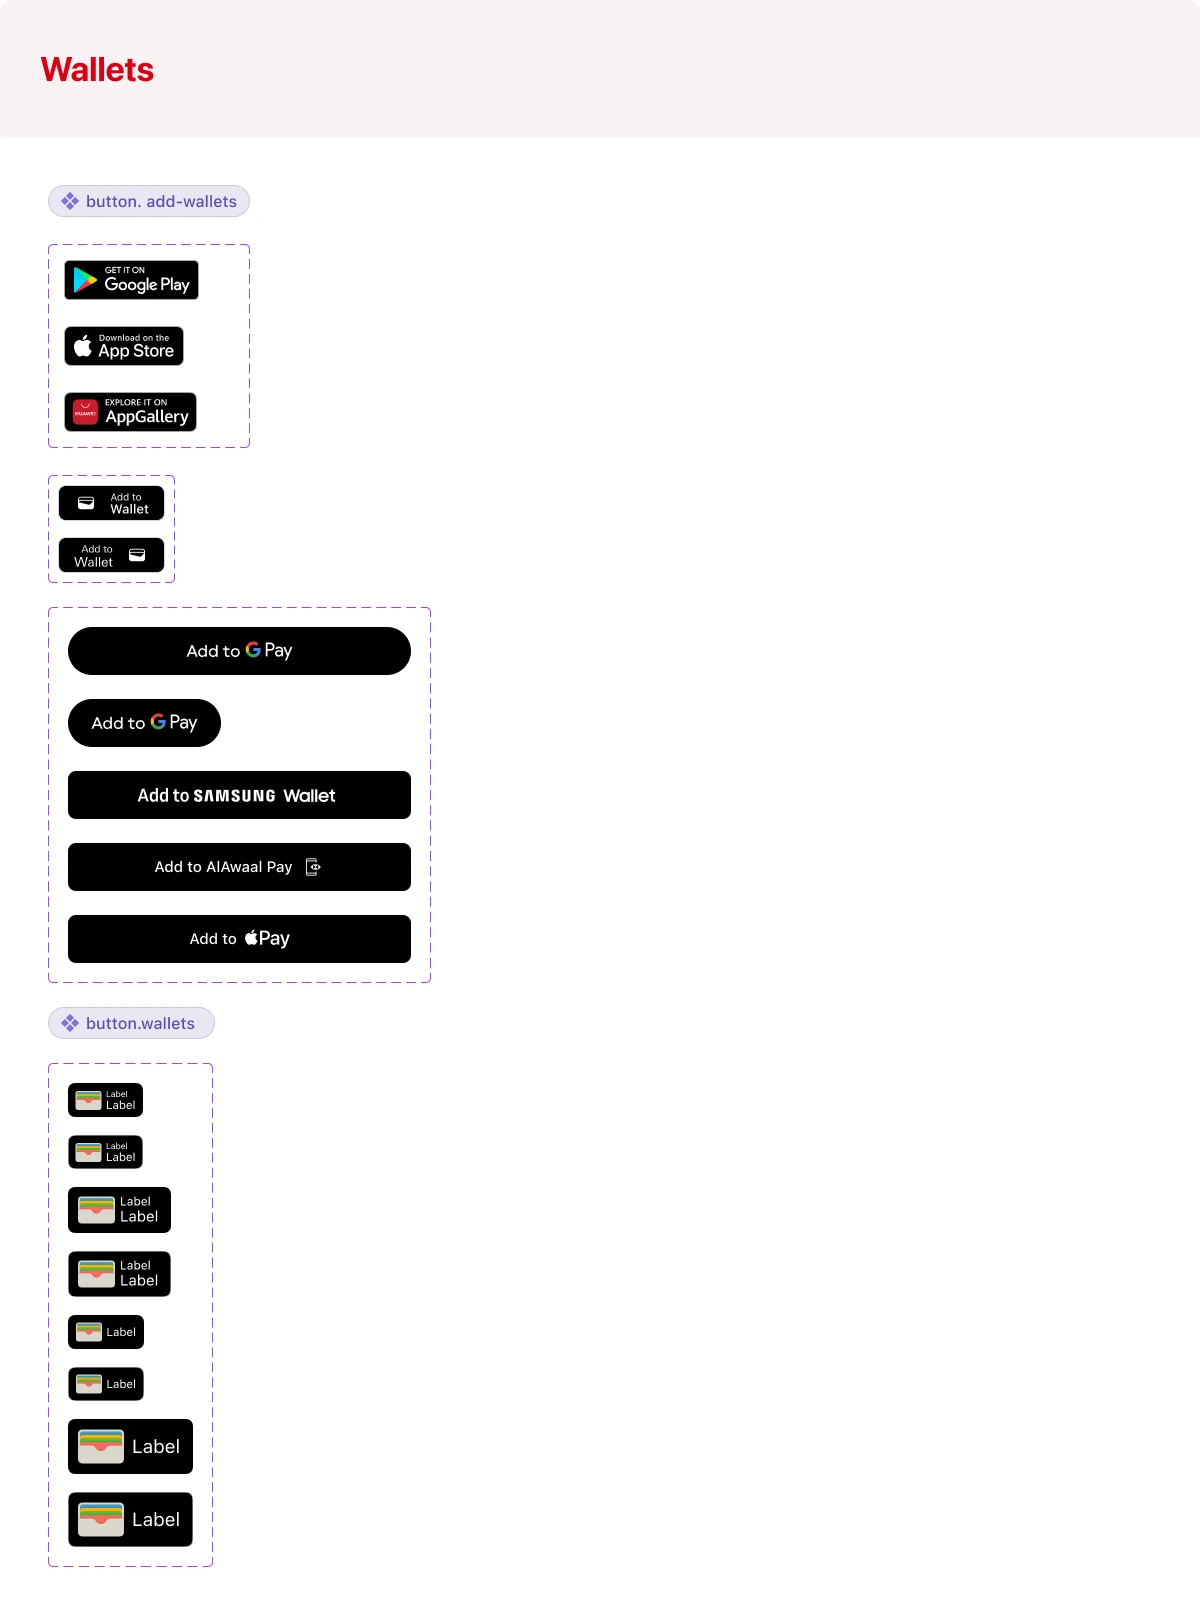 Wallets
button. add-wallets
GET IT ON
Google Play
Download on the
App Store
HUAWEI
EXPLORE IT ON
AppGallery
Add to
Wallet
Add to
Wallet
Add to G Pay
Add to G Pay
Add to SAMSUNG Wallet
Add to AlAwaal Pay
Add to Pay
button.wallets
Label
Label
Label
Label
Label
Label
Label
Label
Label
Label
Label
Label